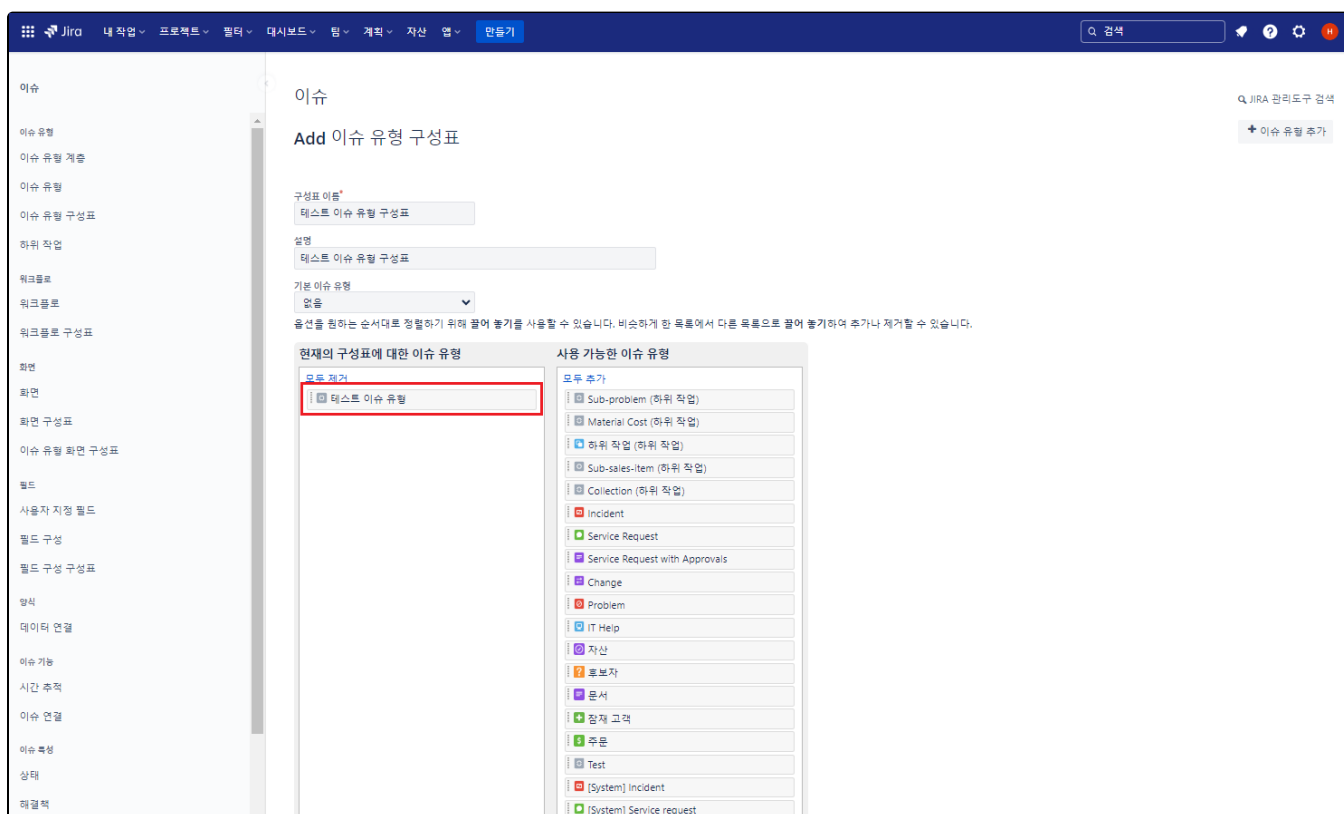 Jira 내 작업 프로젝트 필터 대시보드 팀 계획 자산 앱 만들기 검색 H
이슈
이슈 유형
이슈 유형 계층
이슈 유형
이슈 유형 구성표
하위 작업
워크플로
워크플로
워크플로 구성표
화면
화면
화면 구성표
이슈 유형 화면 구성표
필드
사용자 지정 필드
필드 구성
필드 구성 구성표
양식
데이터 연결
이슈 기능
시간 추적
이슈 연결
이슈 특성
상태
해결책
이슈
JIRA 관리도구 검색
Add 이슈 유형 구성표
+ 이슈 유형 추가
구성표 이름*
테스트 이슈 유형 구성표
설명
테스트 이슈 유형 구성표
기본 이슈 유형
없음
옵션을 원하는 순서대로 정렬하기 위해 끌어 놓기를 사용할 수 있습니다. 비슷하게 한 목록에서 다른 목록으로 끌어 놓기하여 추가나 제거할 수 있습니다.
현재의 구성표에 대한 이슈 유형
모두 제거
테스트 이슈 유형
사용 가능한 이슈 유형
모두 추가
Sub-problem (하위 작업)
Material Cost (하위 작업)
하위 작업 (하위 작업)
Sub-sales-item (하위 작업)
Collection (하위 작업)
Incident
Service Request
Service Request with Approvals
Change
Problem
IT Help
자산
후보자
문서
잠재 고객
주문
Test
[System] Incident
[System] Service request